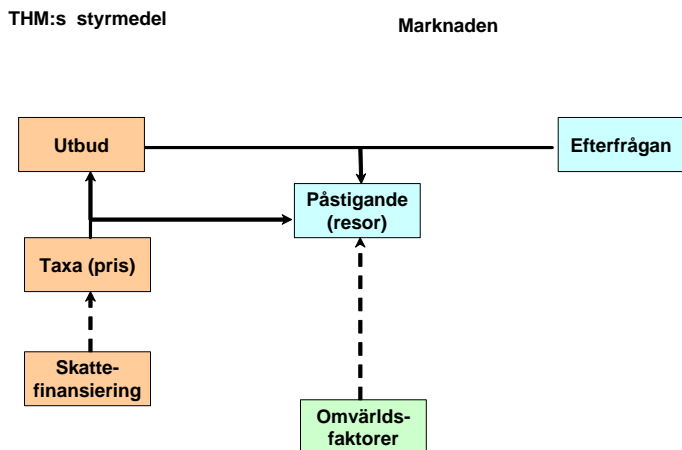 THM:s styrmedel
Marknaden
Utbud
Efterfrågan
Påstigande
(resor)
Taxa (pris)
Skatte-
finansiering
Omvärlds-
faktorer